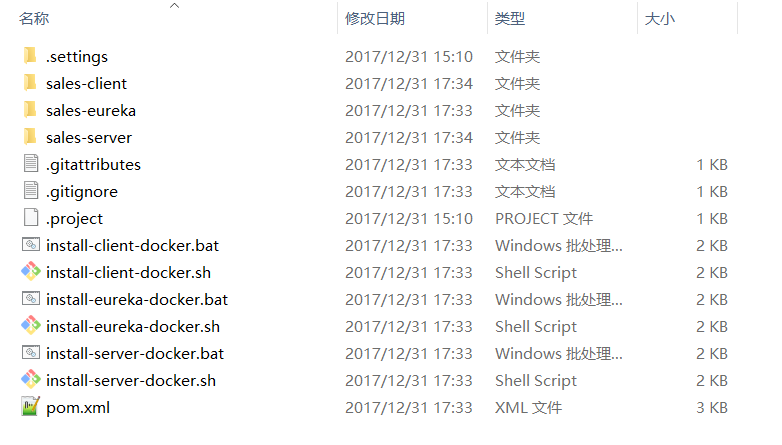 名称 修改日期 类型 大小
.settings 2017/12/31 15:10 文件夹
sales-client 2017/12/31 17:34 文件夹
sales-eureka 2017/12/31 17:33 文件夹
sales-server 2017/12/31 17:34 文件夹
.gitattributes 2017/12/31 17:33 文本文档 1 KB
.gitignore 2017/12/31 17:33 文本文档 1 KB
.project 2017/12/31 15:10 PROJECT 文件 1 KB
install-client-docker.bat 2017/12/31 17:33 Windows 批处理... 2 KB
install-client-docker.sh 2017/12/31 17:33 Shell Script 2 KB
install-eureka-docker.bat 2017/12/31 17:33 Windows 批处理... 2 KB
install-eureka-docker.sh 2017/12/31 17:33 Shell Script 2 KB
install-server-docker.bat 2017/12/31 17:33 Windows 批处理... 2 KB
install-server-docker.sh 2017/12/31 17:33 Shell Script 2 KB
pom.xml 2017/12/31 17:33 XML 文件 3 KB